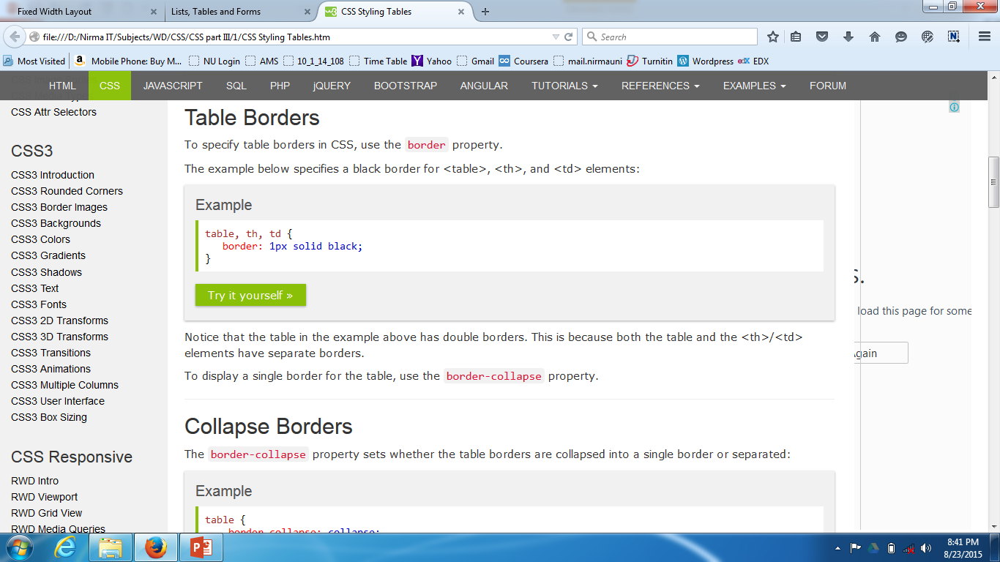 Fixed Width Layout
Lists, Tables and Forms
CSS Styling Tables
file:///D:/Nirma IT/Subjects/WD/CSS/CSS part III/1/CSS Styling Tables.htm
Search
Most Visited
Mobile Phone: Buy M...
NU Login
AMS
10_1_14_108
Time Table
Yahoo
Gmail
Coursera
mail.nirmauni
Turnitin
Wordpress
EDX
HTML
CSS
JAVASCRIPT
SQL
PHP
jQUERY
BOOTSTRAP
ANGULAR
TUTORIALS
REFERENCES
EXAMPLES
FORUM
CSS Attr Selectors
CSS3
CSS3 Introduction
CSS3 Rounded Corners
CSS3 Border Images
CSS3 Backgrounds
CSS3 Colors
CSS3 Gradients
CSS3 Shadows
CSS3 Text
CSS3 Fonts
CSS3 2D Transforms
CSS3 3D Transforms
CSS3 Transitions
CSS3 Animations
CSS3 Multiple Columns
CSS3 User Interface
CSS3 Box Sizing
CSS Responsive
RWD Intro
RWD Viewport
RWD Grid View
RWD Media Queries
Table Borders
To specify table borders in CSS, use the border property.
The example below specifies a black border for <table>, <th>, and <td> elements:
Example
table, th, td {
border: 1px solid black;
}
Try it yourself »
Notice that the table in the example above has double borders. This is because both the table and the <th>/<td>
elements have separate borders.
To display a single border for the table, use the border-collapse property.
Collapse Borders
The border-collapse property sets whether the table borders are collapsed into a single border or separated:
Example
table {
border-collapse: collapse;
s.
load this page for some
Again
8:41 PM
8/23/2015